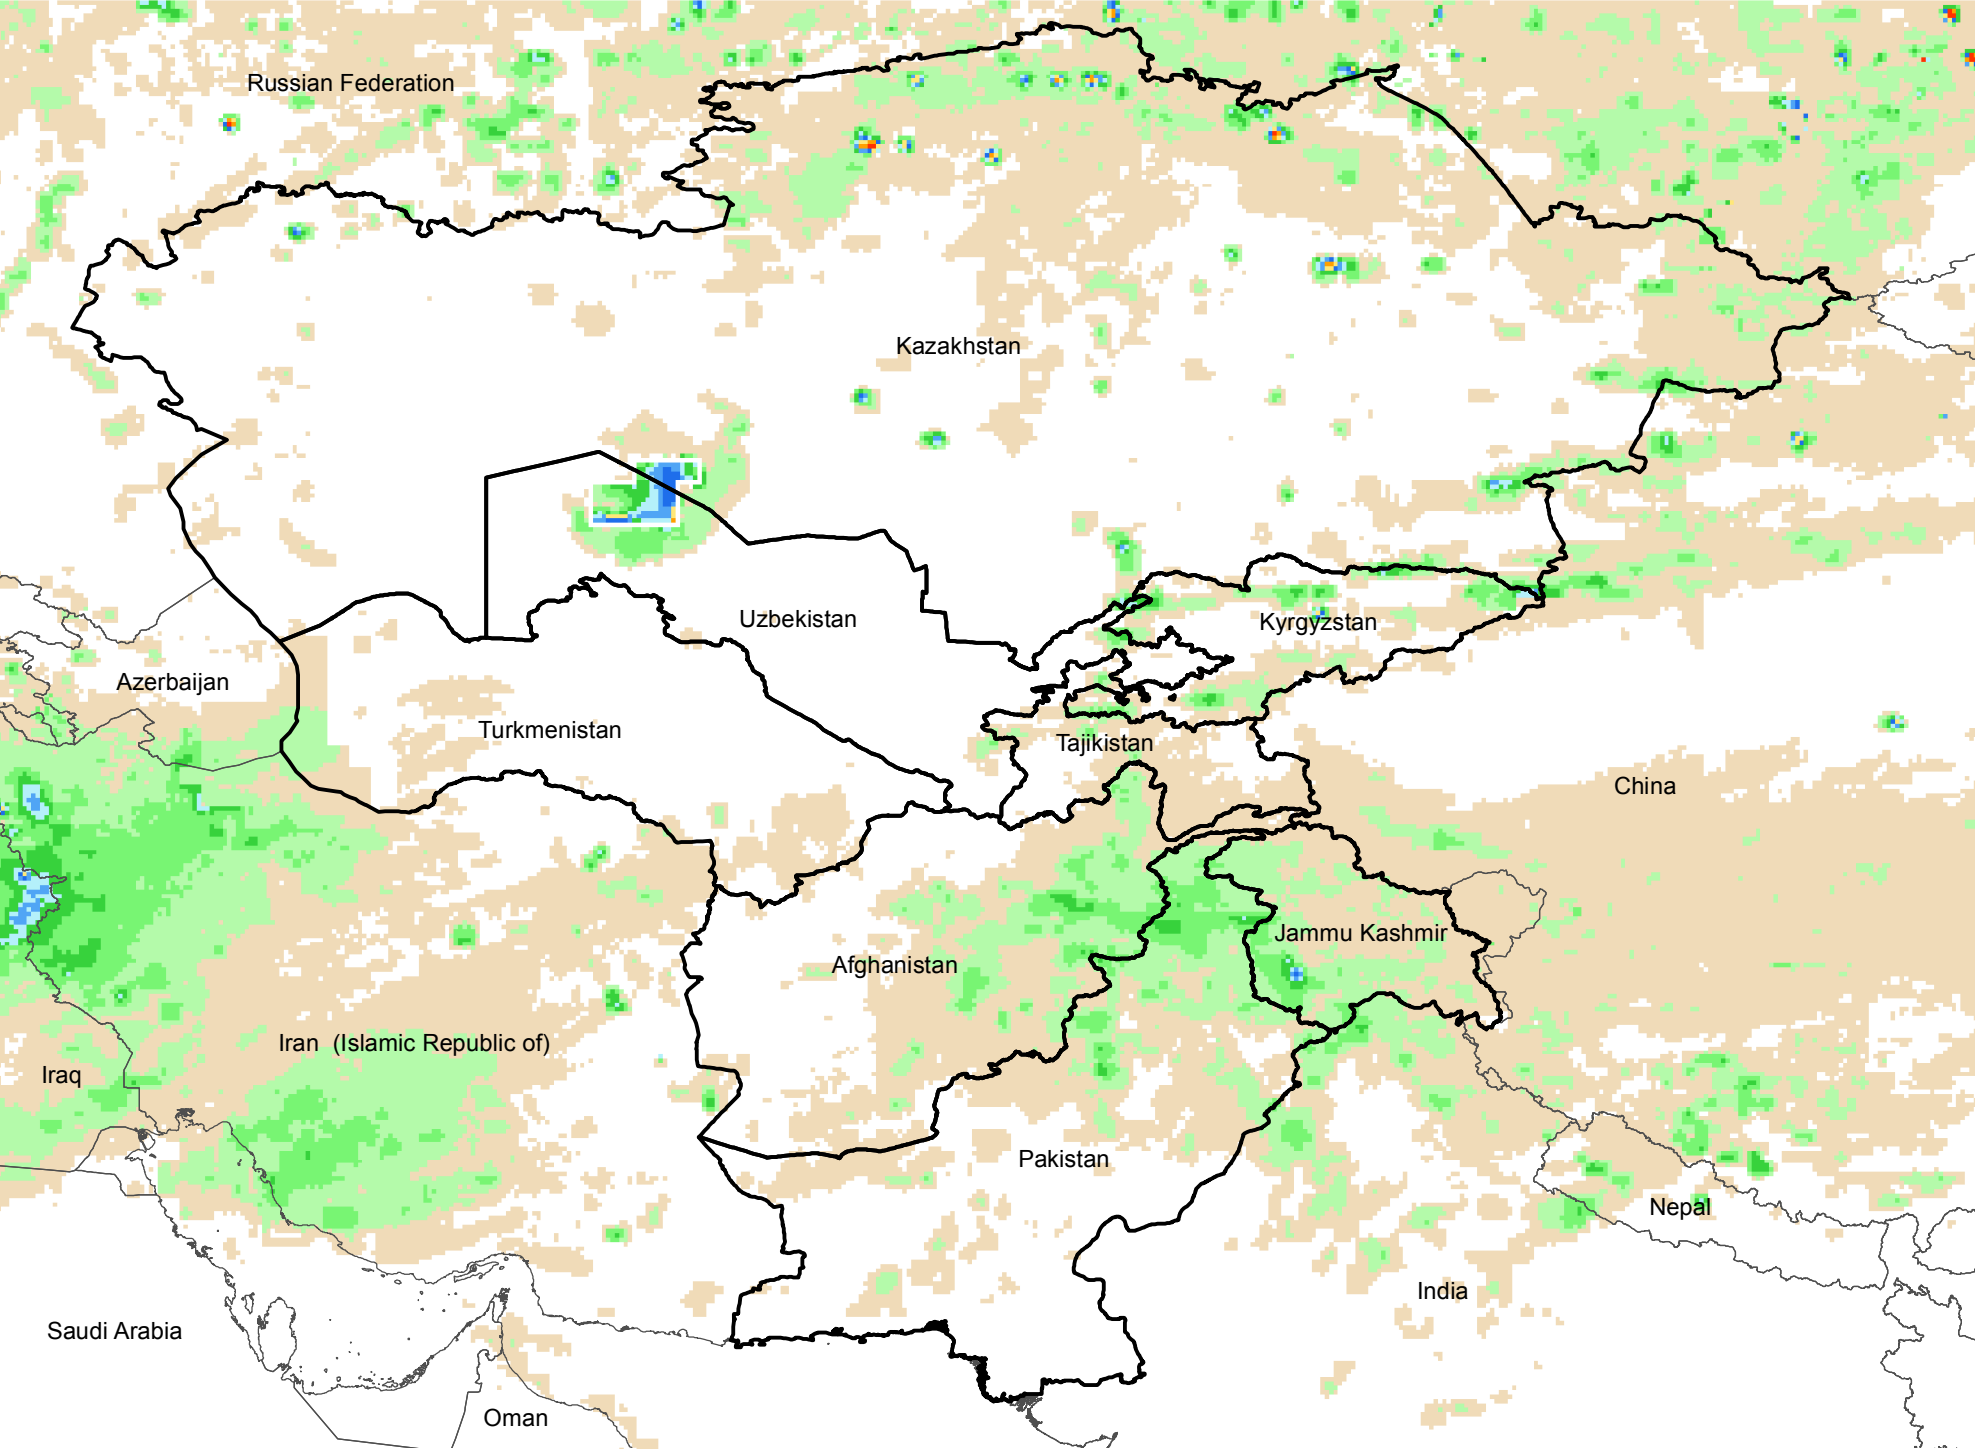 Russian Federation
Kazakhstan
Uzbekistan
Kyrgyzstan
Azerbaijan
Turkmenistan
Tajikistan
China
Jammu Kashmir
Afghanistan
Iran  (Islamic Republic of)
Iraq
Pakistan
Nepal
India
Saudi Arabia
Oman